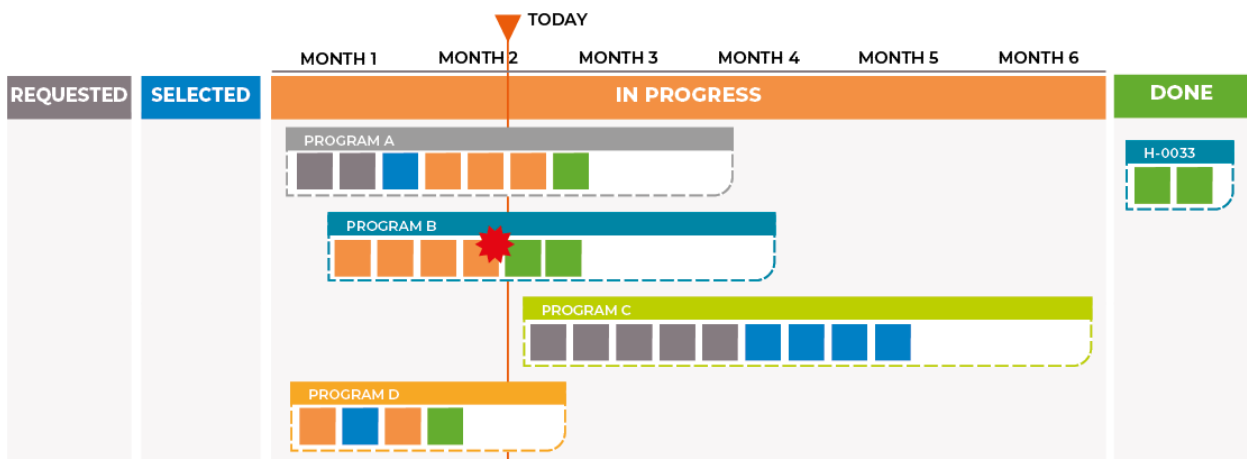 TODAY
MONTH 1 MONTH 2 MONTH 3 MONTH 4 MONTH 5 MONTH 6
REQUESTED SELECTED IN PROGRESS DONE
PROGRAM A
H-0033
PROGRAM B
PROGRAM C
PROGRAM D